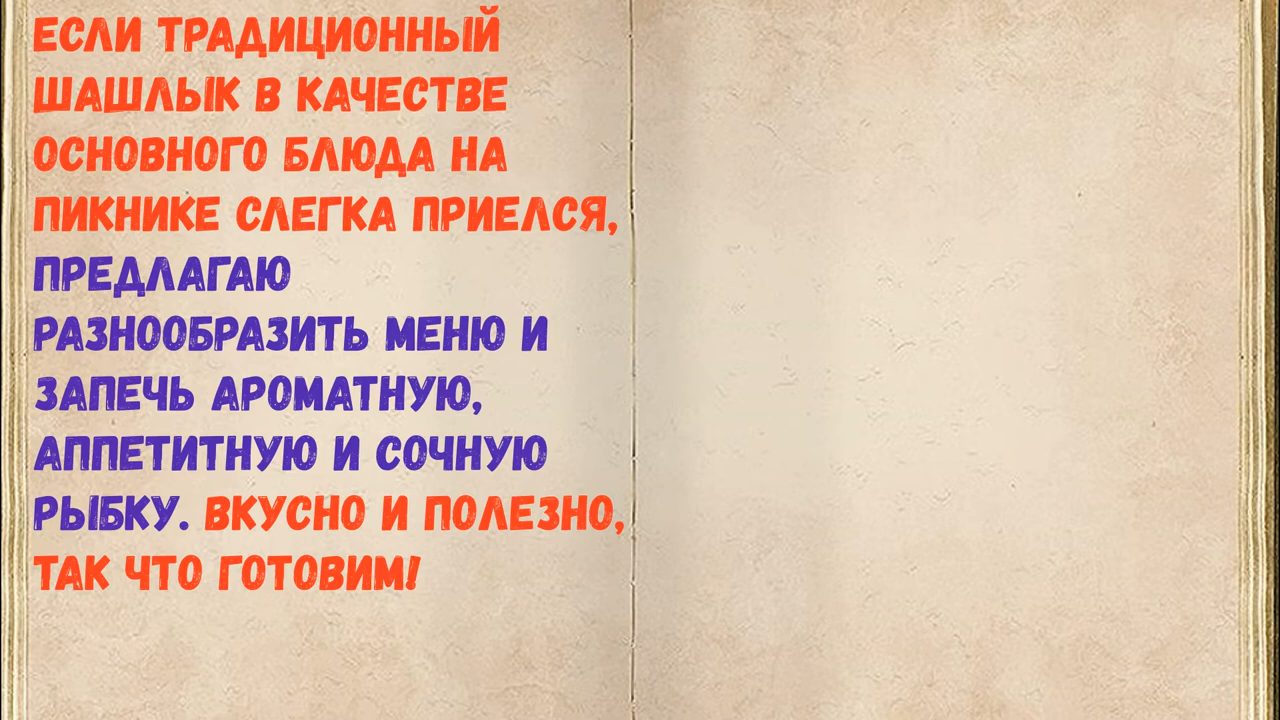 ЕСЛИ ТРАДИЦИОННЫЙ
ШАШЛЫК В КАЧЕСТВЕ
ОСНОВНОГО БЛЮДА НА
ПИКНИКЕ СЛЕГКА ПРИЕЛСЯ,
ПРЕДЛАГАЮ
РАЗНООБРАЗИТЬ МЕНЮ И
ЗАПЕЧЬ АРОМАТНУЮ,
АППЕТИТНУЮ И СОЧНУЮ
РЫБКУ. ВКУСНО И ПОЛЕЗНО,
ТАК ЧТО ГОТОВИМ!